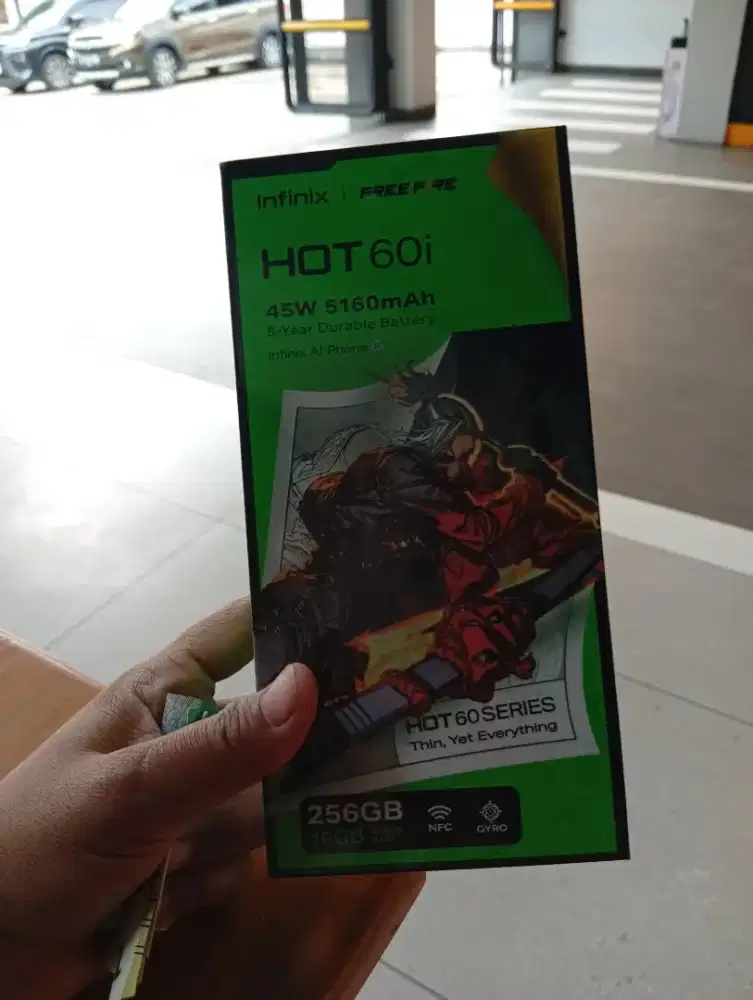 Infinix | FREE FIRE
HOT 60i
45W 5160mAh
5-Year Durable Battery
Infinix AI Phone
HOT 60 SERIES
Thin, Yet Everything
256GB
16GB
NFC
GYRO